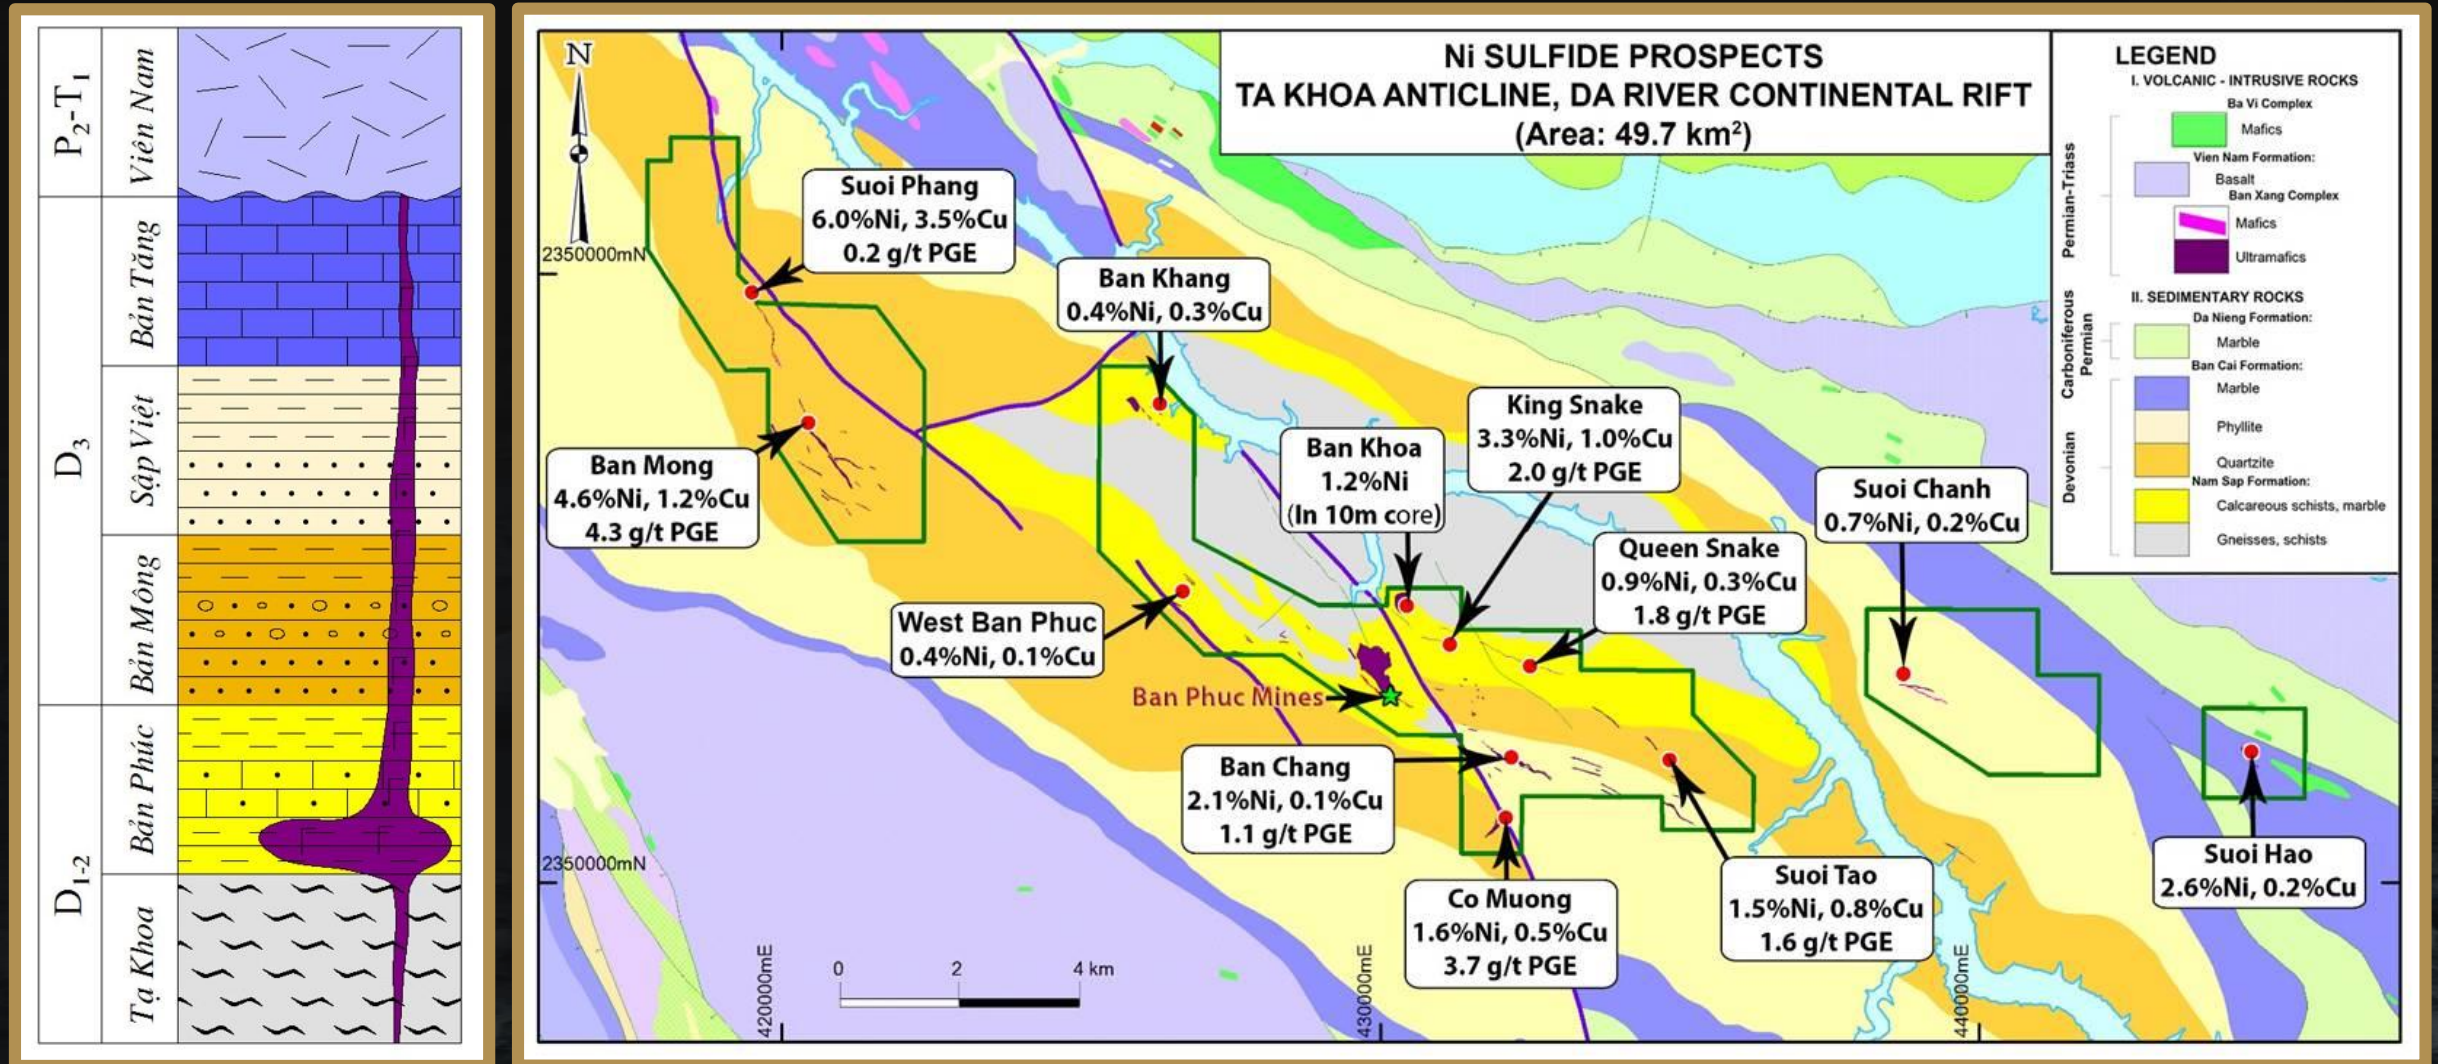 P2-T1
Viên Nam
D3
Bản Tăng
Sập Việt
Bản Mông
D1-2
Bản Phúc
Tạ Khoa
N
Ni SULFIDE PROSPECTS
TA KHOA ANTICLINE, DA RIVER CONTINENTAL RIFT
(Area: 49.7 km²)
2350000mN
Suoi Phang
6.0%Ni, 3.5%Cu
0.2 g/t PGE
Ban Khang
0.4%Ni, 0.3%Cu
King Snake
3.3%Ni, 1.0%Cu
2.0 g/t PGE
Ban Khoa
1.2%Ni
(In 10m core)
Ban Mong
4.6%Ni, 1.2%Cu
4.3 g/t PGE
Suoi Chanh
0.7%Ni, 0.2%Cu
Queen Snake
0.9%Ni, 0.3%Cu
1.8 g/t PGE
West Ban Phuc
0.4%Ni, 0.1%Cu
Ban Phuc Mines
Ban Chang
2.1%Ni, 0.1%Cu
1.1 g/t PGE
2350000mN
Co Muong
1.6%Ni, 0.5%Cu
3.7 g/t PGE
Suoi Tao
1.5%Ni, 0.8%Cu
1.6 g/t PGE
Suoi Hao
2.6%Ni, 0.2%Cu
0 2 4 km
420000mE
430000mE
440000mE
LEGEND
I. VOLCANIC - INTRUSIVE ROCKS
Permian-Triass
Ba Vi Complex
Mafics
Vien Nam Formation:
Basalt
Ban Xang Complex
Mafics
Ultramafics
II. SEDIMENTARY ROCKS
Carboniferous
Permian
Da Nieng Formation:
Marble
Ban Cai Formation:
Marble
Devonian
Phyllite
Quartzite
Nam Sap Formation:
Calcareous schists, marble
Gneisses, schists